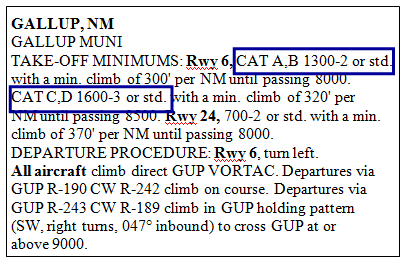 GALLUP, NM
GALLUP MUNI
TAKE-OFF MINIMUMS: Rwy 6, CAT A,B 1300-2 or std.
with a min. climb of 300' per NM until passing 8000.
CAT C,D 1600-3 or std. with a min. climb of 320' per
NM until passing 8500. Rwy 24, 700-2 or std. with a min.
climb of 370' per NM until passing 8000.
DEPARTURE PROCEDURE: Rwy 6, turn left.
All aircraft climb direct GUP VORTAC. Departures via
GUP R-190 CW R-242 climb on course. Departures via
GUP R-243 CW R-189 climb in GUP holding pattern
(SW, right turns, 047° inbound) to cross GUP at or
above 9000.